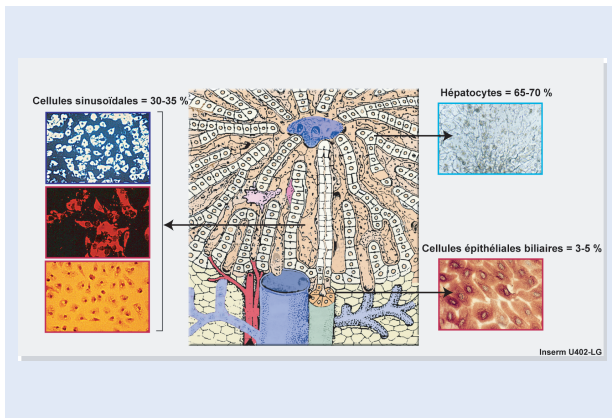 Cellules sinusoïdales = 30-35 %
Hépatocytes = 65-70 %
Cellules épithéliales biliaires = 3-5 %
Inserm U402-LG